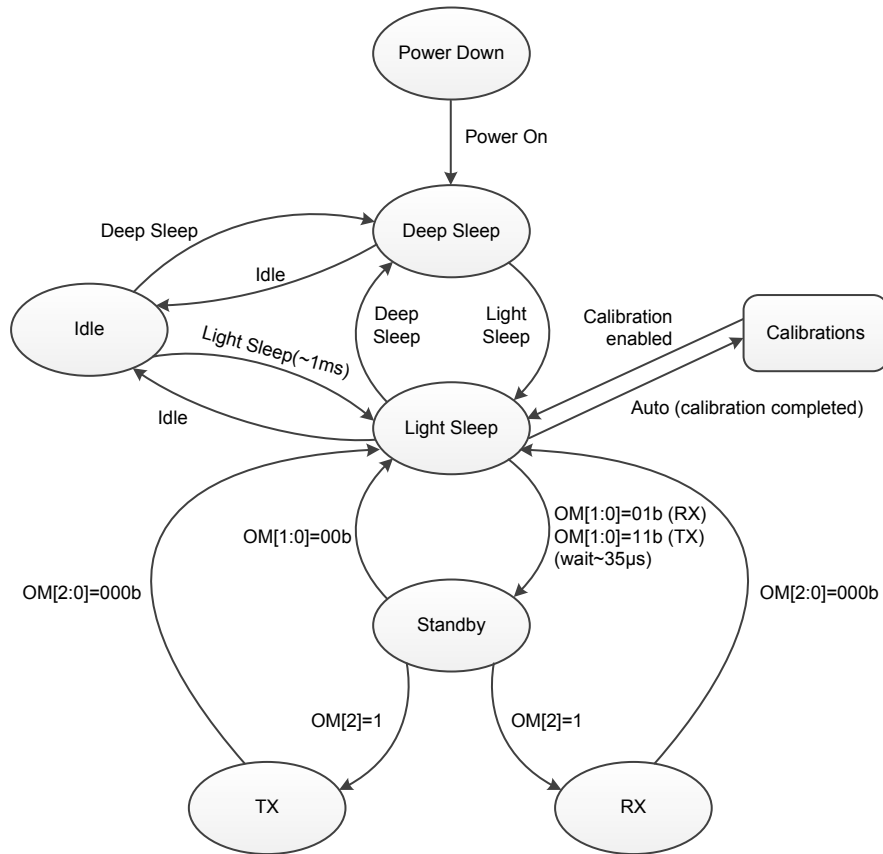 Power Down
Power On
Deep Sleep
Deep Sleep
Idle
Idle
Deep
Sleep
Light
Sleep
Calibration
enabled
Calibrations
Light Sleep(~1ms)
Idle
Light Sleep
Auto (calibration completed)
OM[1:0]=00b
OM[1:0]=01b (RX)
OM[1:0]=11b (TX)
(wait~35µs)
OM[2:0]=000b
OM[2:0]=000b
Standby
OM[2]=1
OM[2]=1
TX
RX